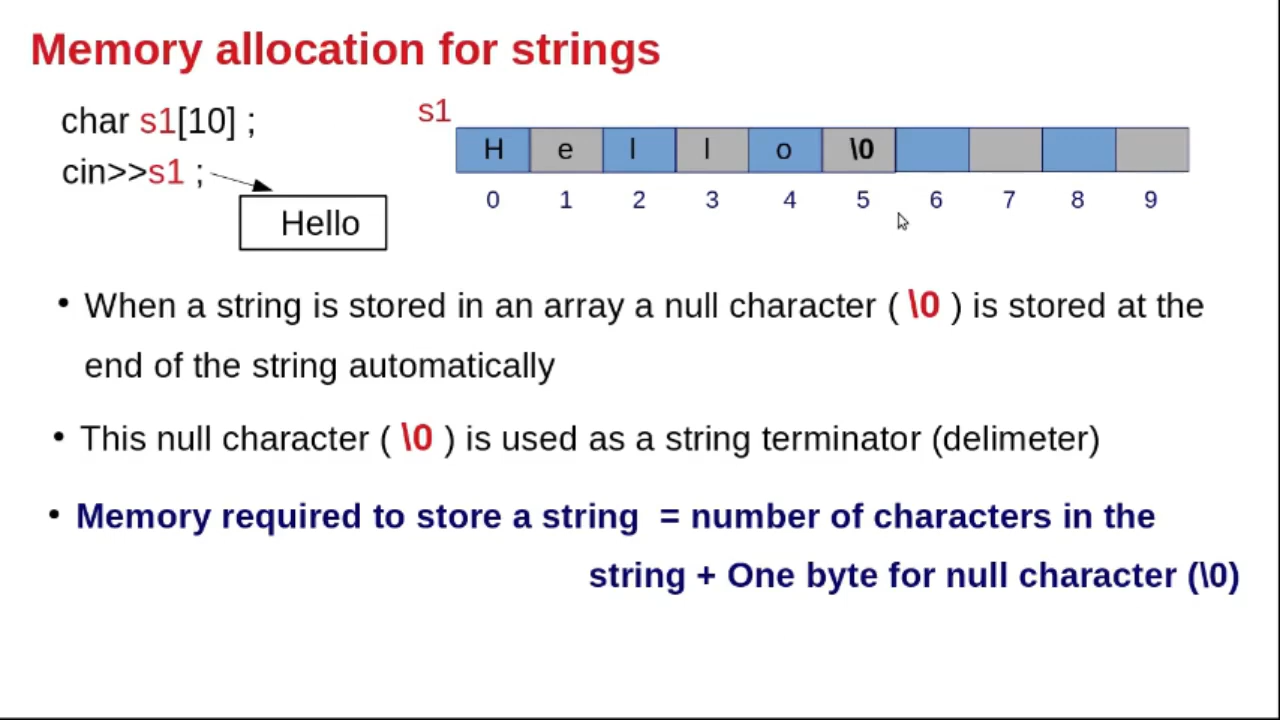 Memory allocation for strings
char s1[10] ;
cin>>s1 ;
Hello
s1
H e l l o \0
0 1 2 3 4 5 6 7 8 9
• When a string is stored in an array a null character ( \0 ) is stored at the
end of the string automatically
• This null character ( \0 ) is used as a string terminator (delimeter)
• Memory required to store a string = number of characters in the
string + One byte for null character (\0)